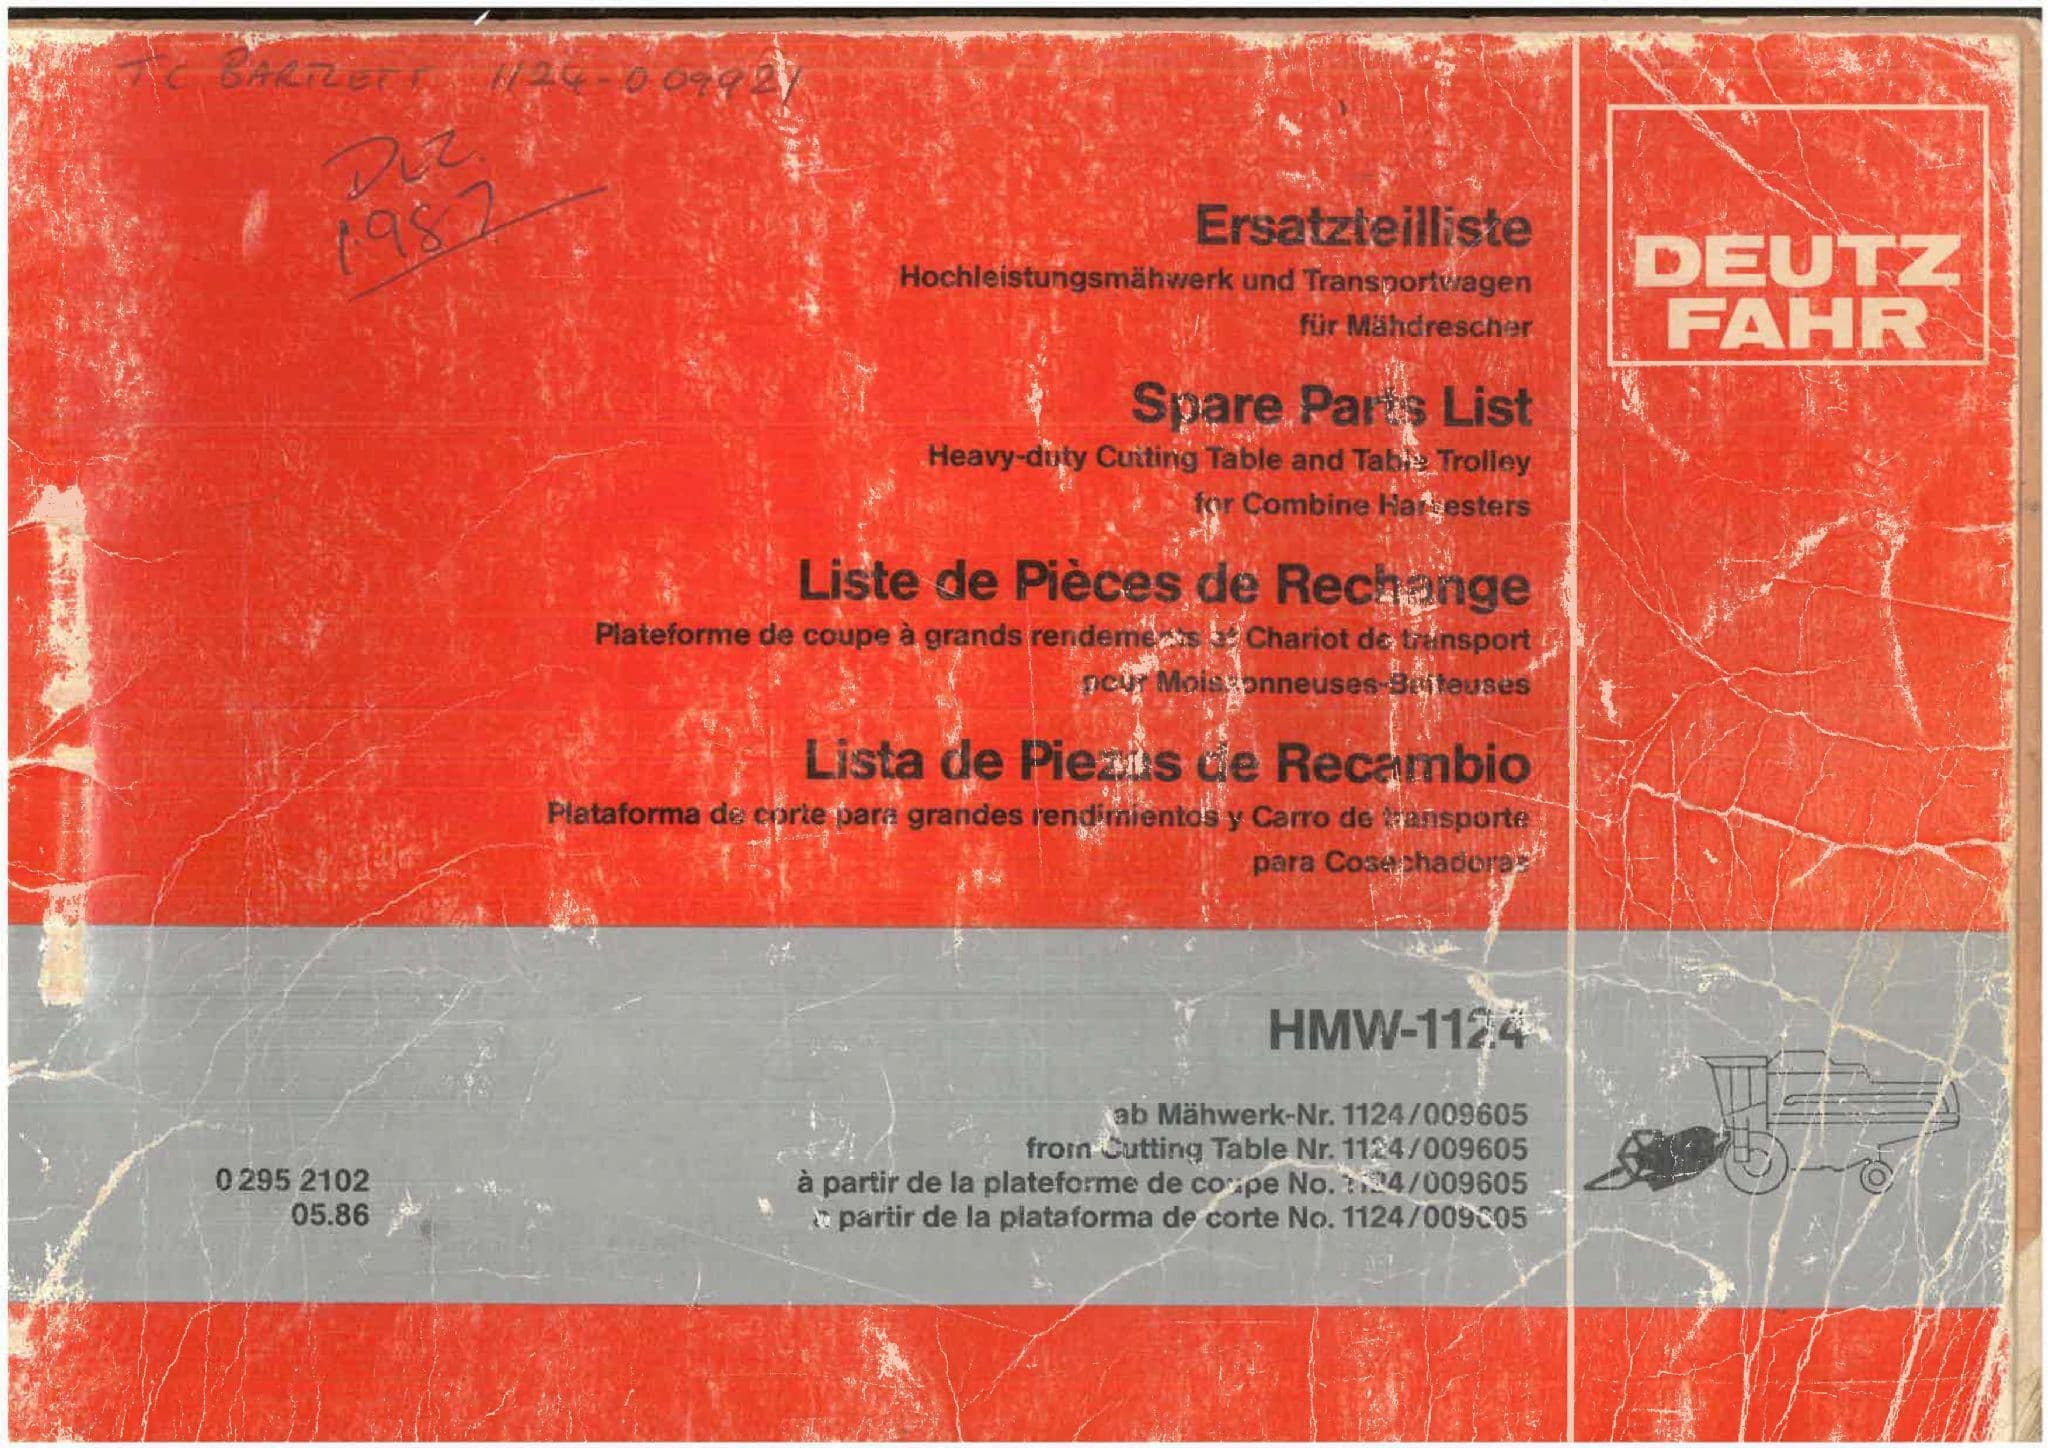 TC BARTLETT 1124-009921
1987
Ersatzteilliste
Hochleistungsmähwerk und Transportwagen
für Mähdrescher
Spare Parts List
Heavy-duty Cutting Table and Table Trolley
for Combine Harvesters
Liste de Pièces de Rechange
Plateforme de coupe à grands rendements et Chariot de transport
pour Moissonneuses-Batteuses
Lista de Piezas de Recambio
Plataforma de corte para grandes rendimientos y Carro de transporte
para Cosechadoras
DEUTZ
FAHR
HMW-1124
ab Mähwerk-Nr. 1124/009605
from Cutting Table Nr. 1124/009605
à partir de la plateforme de coupe No. 1124/009605
a partir de la plataforma de corte No. 1124/009605
0 295 2102
05.86